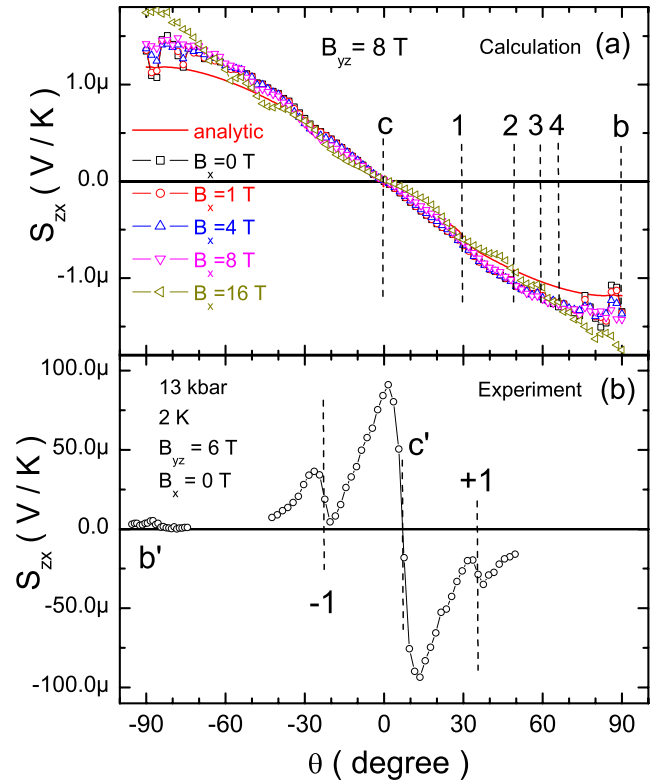 B_yz = 8 T
Calculation
(a)
1.0µ
0.0
-1.0µ
S_zx ( V / K )
c
1
2
3
4
b
analytic
B_x=0 T
B_x=1 T
B_x=4 T
B_x=8 T
B_x=16 T
100.0µ
50.0µ
0.0
-50.0µ
-100.0µ
S_zx ( V / K )
13 kbar
2 K
B_yz = 6 T
B_x = 0 T
Experiment
(b)
c'
+1
b'
-1
-90 -60 -30 0 30 60 90
θ ( degree )